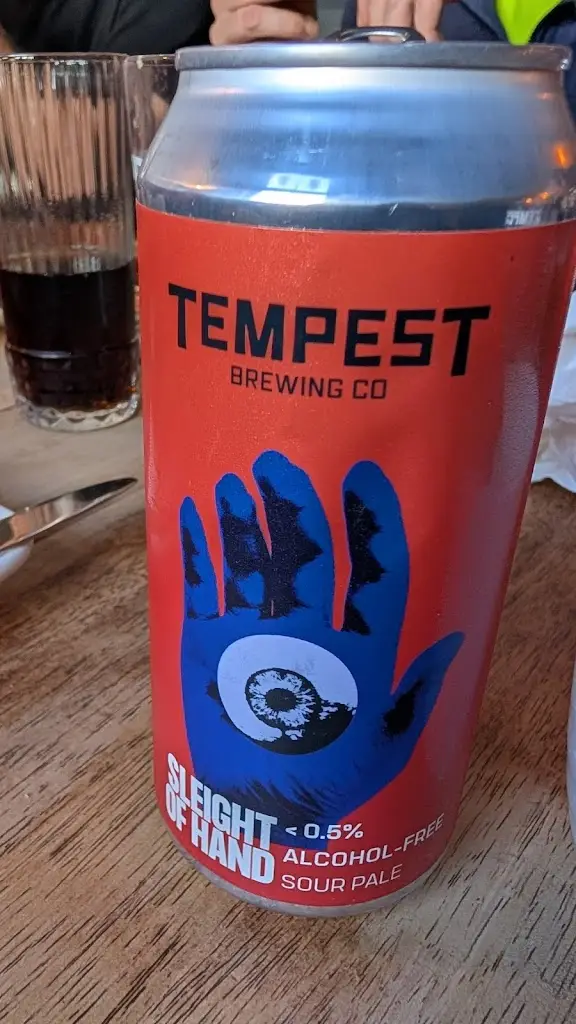 TEMPEST
BREWING CO
SLEIGHT
OF HAND
< 0.5%
ALCOHOL-FREE
SOUR PALE